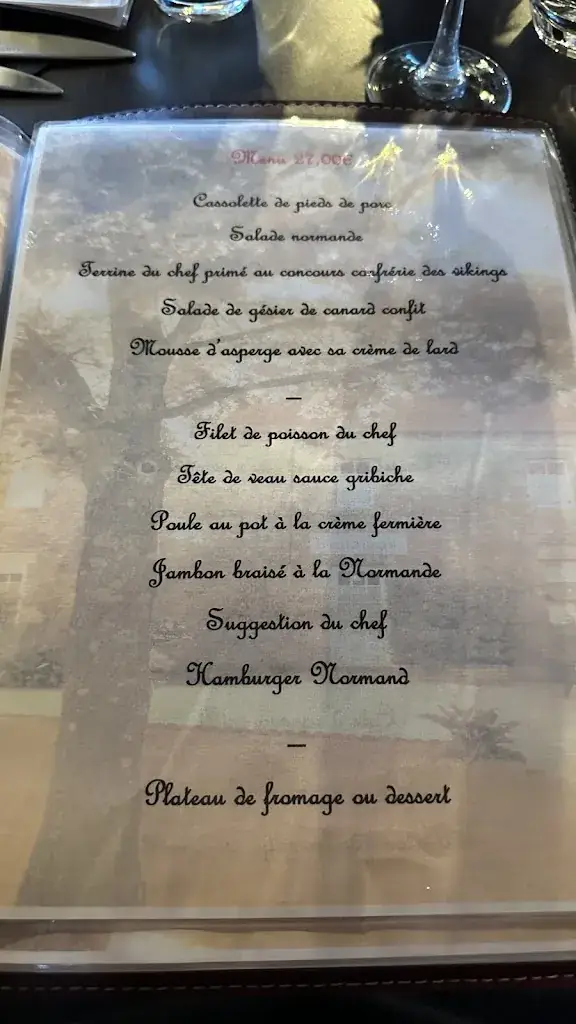 Menu 27,00€
Cassolette de pieds de porc
Salade normande
Terrine du chef primé au concours confrérie des vikings
Salade de gésier de canard confit
Mousse d'asperge avec sa crème de lard
—
Filet de poisson du chef
Tête de veau sauce gribiche
Poule au pot à la crème fermière
Jambon braisé à la Normande
Suggestion du chef
Hamburger Normand
—
Plateau de fromage ou dessert